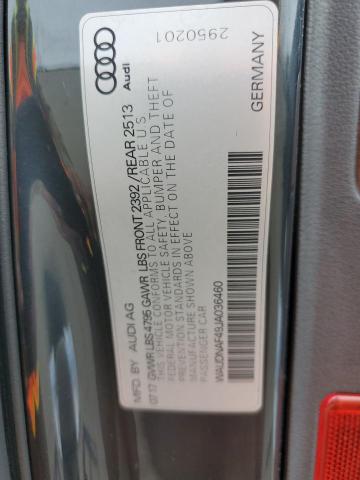 MFD BY AUDI AG
07 17 GVWR LBS 4795 GAWR LBS FRONT 2392 / REAR 2513
THIS VEHICLE CONFORMS TO ALL APPLICABLE U.S.
FEDERAL MOTOR VEHICLE SAFETY, BUMPER AND THEFT
PREVENTION STANDARDS IN EFFECT ON THE DATE OF
MANUFACTURE SHOWN ABOVE
PASSENGER CAR
WAUDNAF49JA036460
GERMANY
Audi
2950201